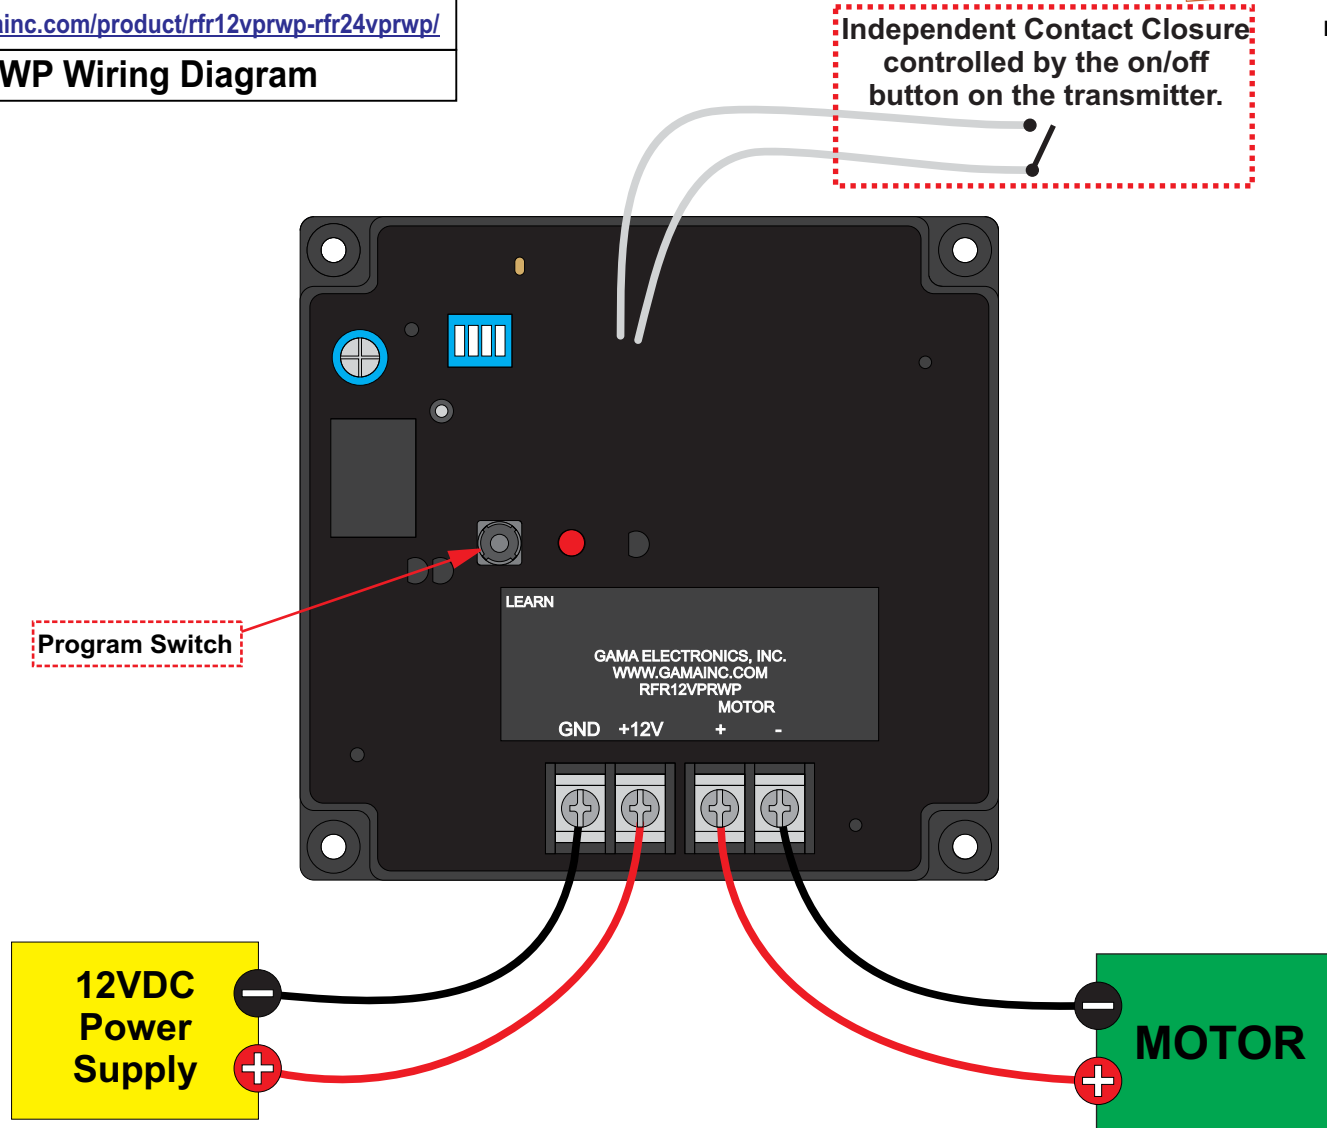 ainc.com/product/rfr12vprwp-rfr24vprwp/
WP Wiring Diagram
Independent Contact Closure
controlled by the on/off
button on the transmitter.
Program Switch
LEARN
GAMA ELECTRONICS, INC.
WWW.GAMAINC.COM
RFR12VPRWP
MOTOR
GND +12V + -
12VDC
Power
Supply
MOTOR